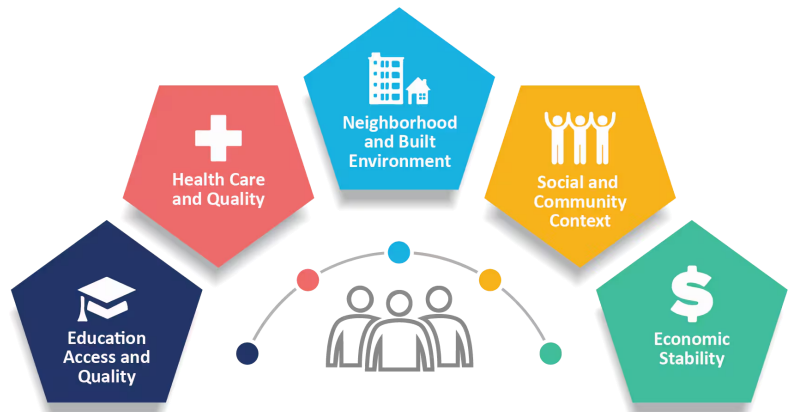 Neighborhood
and Built
Environment
Health Care
and Quality
Social and
Community
Context
Education
Access and
Quality
$
Economic
Stability